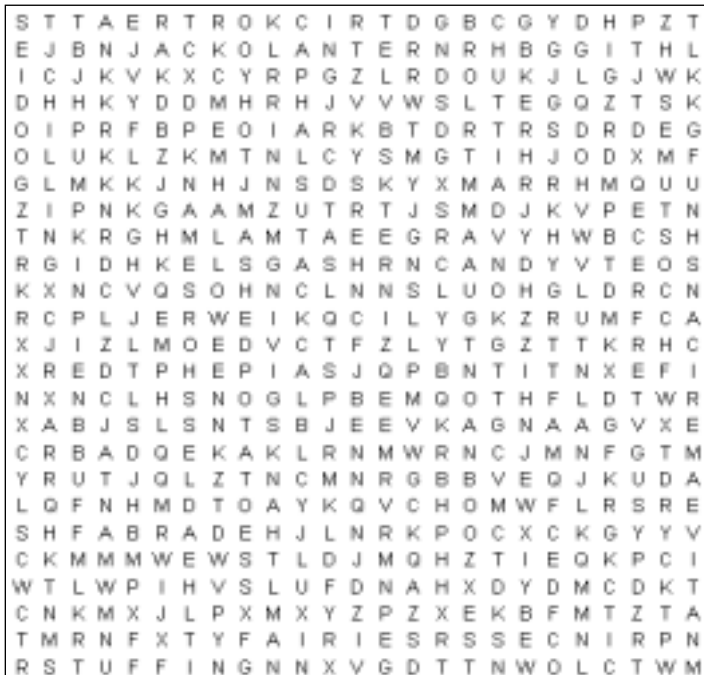 S T T A E R T R O K C I R T D G B C G Y D H P Z T
E J B N J A C K O L A N T E R N R H B G G I T H L
I C J K V K X C Y R P G Z L R D O U K J L G J W K
D H H K Y D D M H R H J V V W S L T E G Q Z T S K
O I P R F B P E O I A R K B T D R T R S D R D E G
O L U K L Z K M T N L C Y S M G T I H J O D X M F
G L M K K J N H J N S D S K Y X M A R R H M Q U U
Z I P N K G A A M Z U T R T J S M D J K V P E T N
T N K R G H M L A M T A E E G R A V Y H W B C S H
R G I D H K E L S G A S H R N C A N D Y V T E O S
K X N C V Q S O H N C L N N S L U O H G L D R C N
R C P L J E R W E I K Q C I L Y G K Z R U M F C A
X J I Z L M O E D V C T F Z L Y T G Z T T K R H C
X R E D T P H E P I A S J Q P B N T I T N X E F I
N X N C L H S N O G L P B E M Q O T H F L D T W R
X A B J S L S N T S B J E E V K A G N A A G V X E
C R B A D Q E K A K L R N M W R N C J M N F G T M
Y R U T J Q L Z T N C M N R G B B V E Q J K U D A
L Q F N H M D T O A Y K Q V C H O M W F L R S R E
S H F A B R A D E H J L N R K P O C X C K G Y Y V
C K M M M W E W S T L D J M Q H Z T I E Q K P C I
W T L W P I H V S L U F D N A H X D Y D M C D K T
C N K M X J L P X M X Y Z P Z X E K B F M T Z T A
T M R N F X T Y F A I R I E S R S S E C N I R P N
R S T U F F I N G N N X V G D T T N W O L C T W M